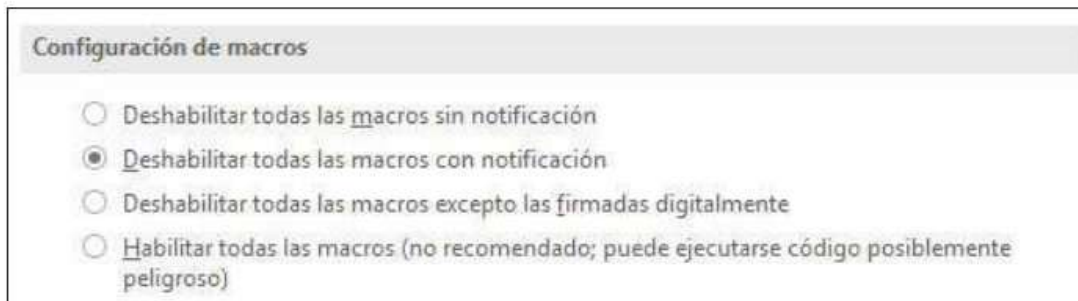 Configuración de macros
Deshabilitar todas las macros sin notificación
Deshabilitar todas las macros con notificación
Deshabilitar todas las macros excepto las firmadas digitalmente
Habilitar todas las macros (no recomendado; puede ejecutarse código posiblemente
peligroso)